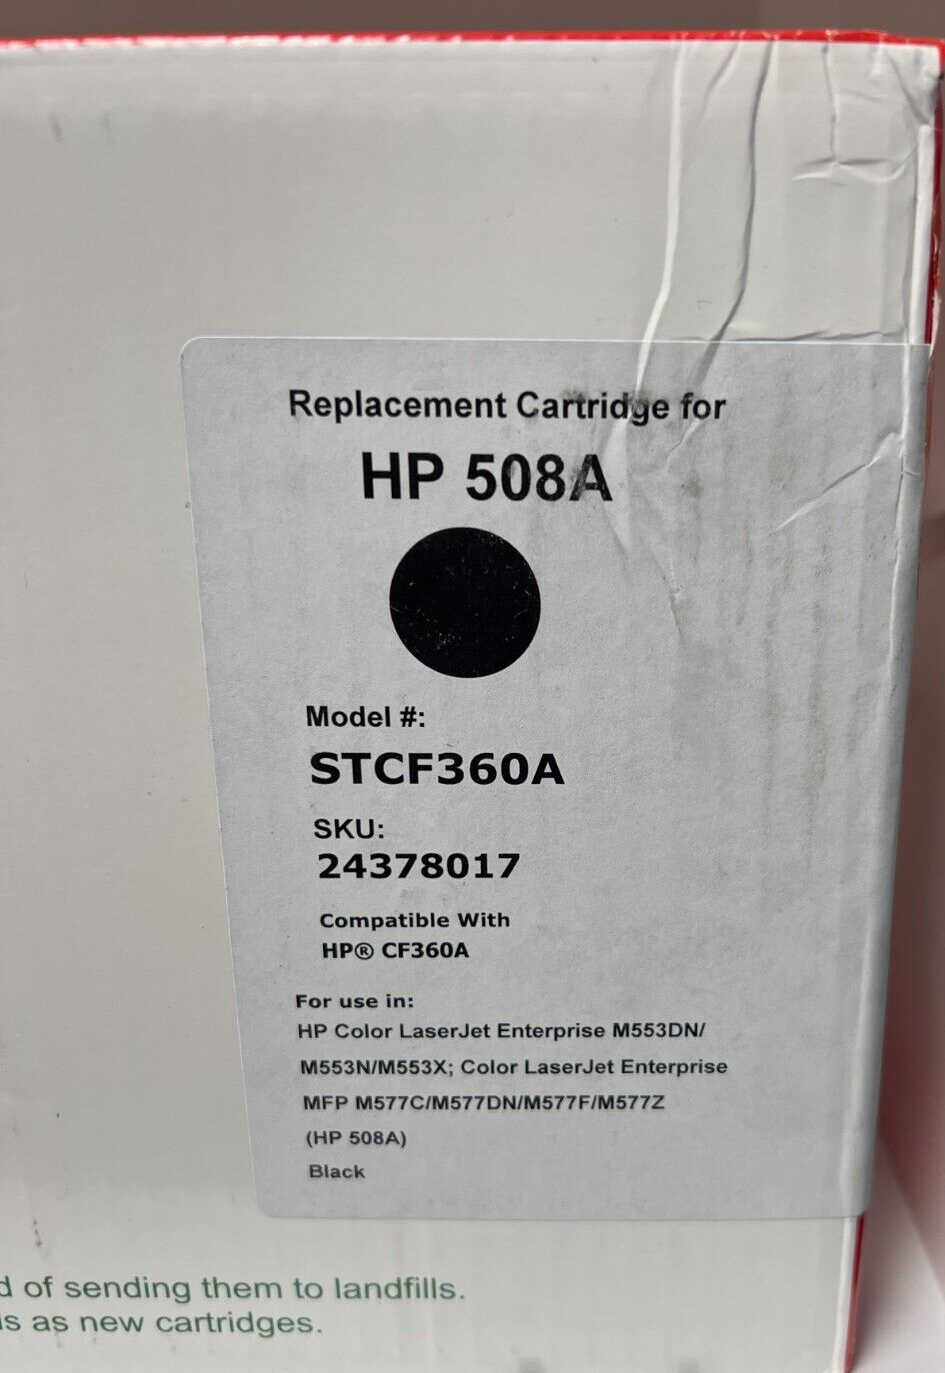 Replacement Cartridge for
HP 508A
Model #:
STCF360A
SKU:
24378017
Compatible With
HP® CF360A
For use in:
HP Color LaserJet Enterprise M553DN/
M553N/M553X; Color LaserJet Enterprise
MFP M577C/M577DN/M577F/M577Z
(HP 508A)
Black
of sending them to landfills.
as new cartridges.